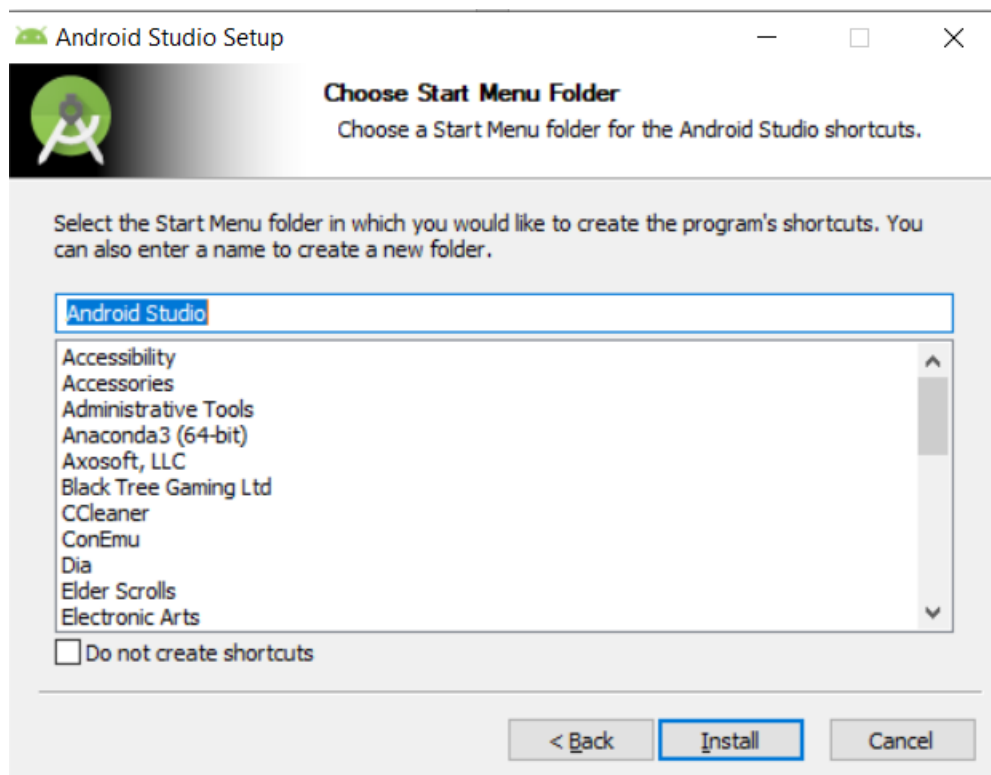 Android Studio Setup
Choose Start Menu Folder
Choose a Start Menu folder for the Android Studio shortcuts.
Select the Start Menu folder in which you would like to create the program's shortcuts. You
can also enter a name to create a new folder.
Android Studio
Accessibility
Accessories
Administrative Tools
Anaconda3 (64-bit)
Axosoft, LLC
Black Tree Gaming Ltd
CCleaner
ConEmu
Dia
Elder Scrolls
Electronic Arts
Do not create shortcuts
< Back
Install
Cancel